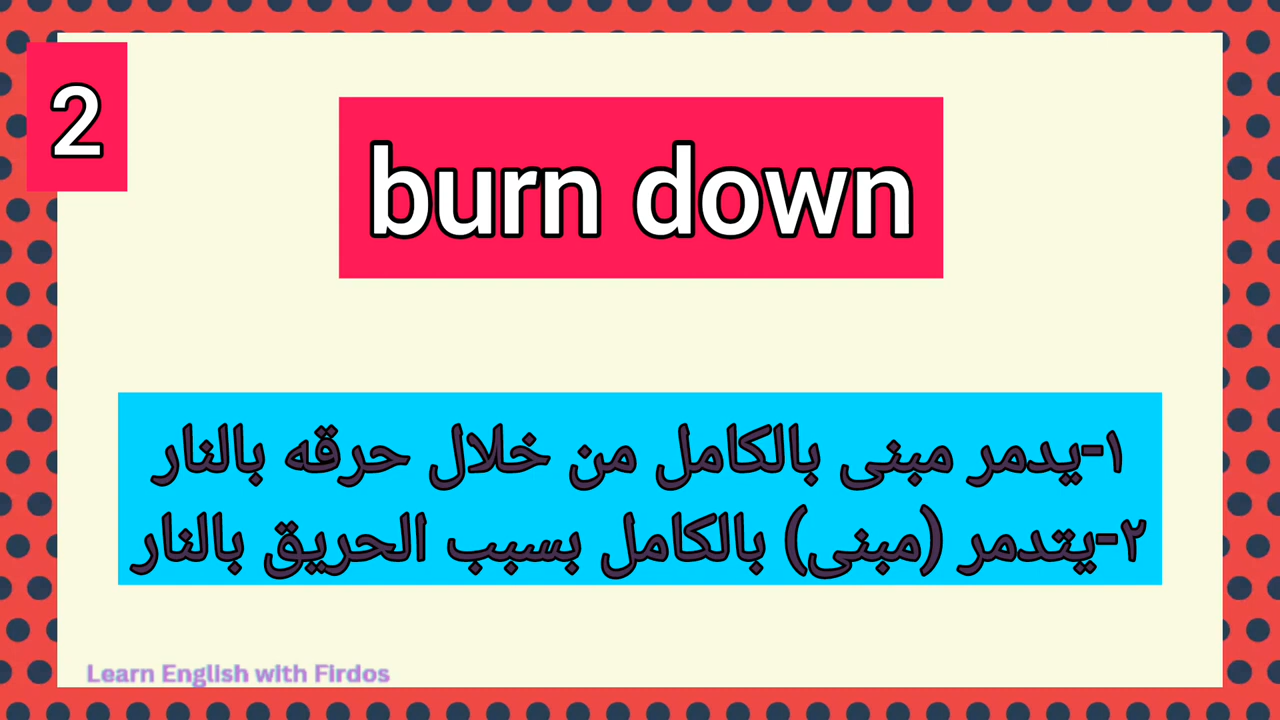 2
burn down
١-يدمر مبنى بالكامل من خلال حرقه بالنار
٢-يتدمر (مبنى) بالكامل بسبب الحريق بالنار
Learn English with Firdos